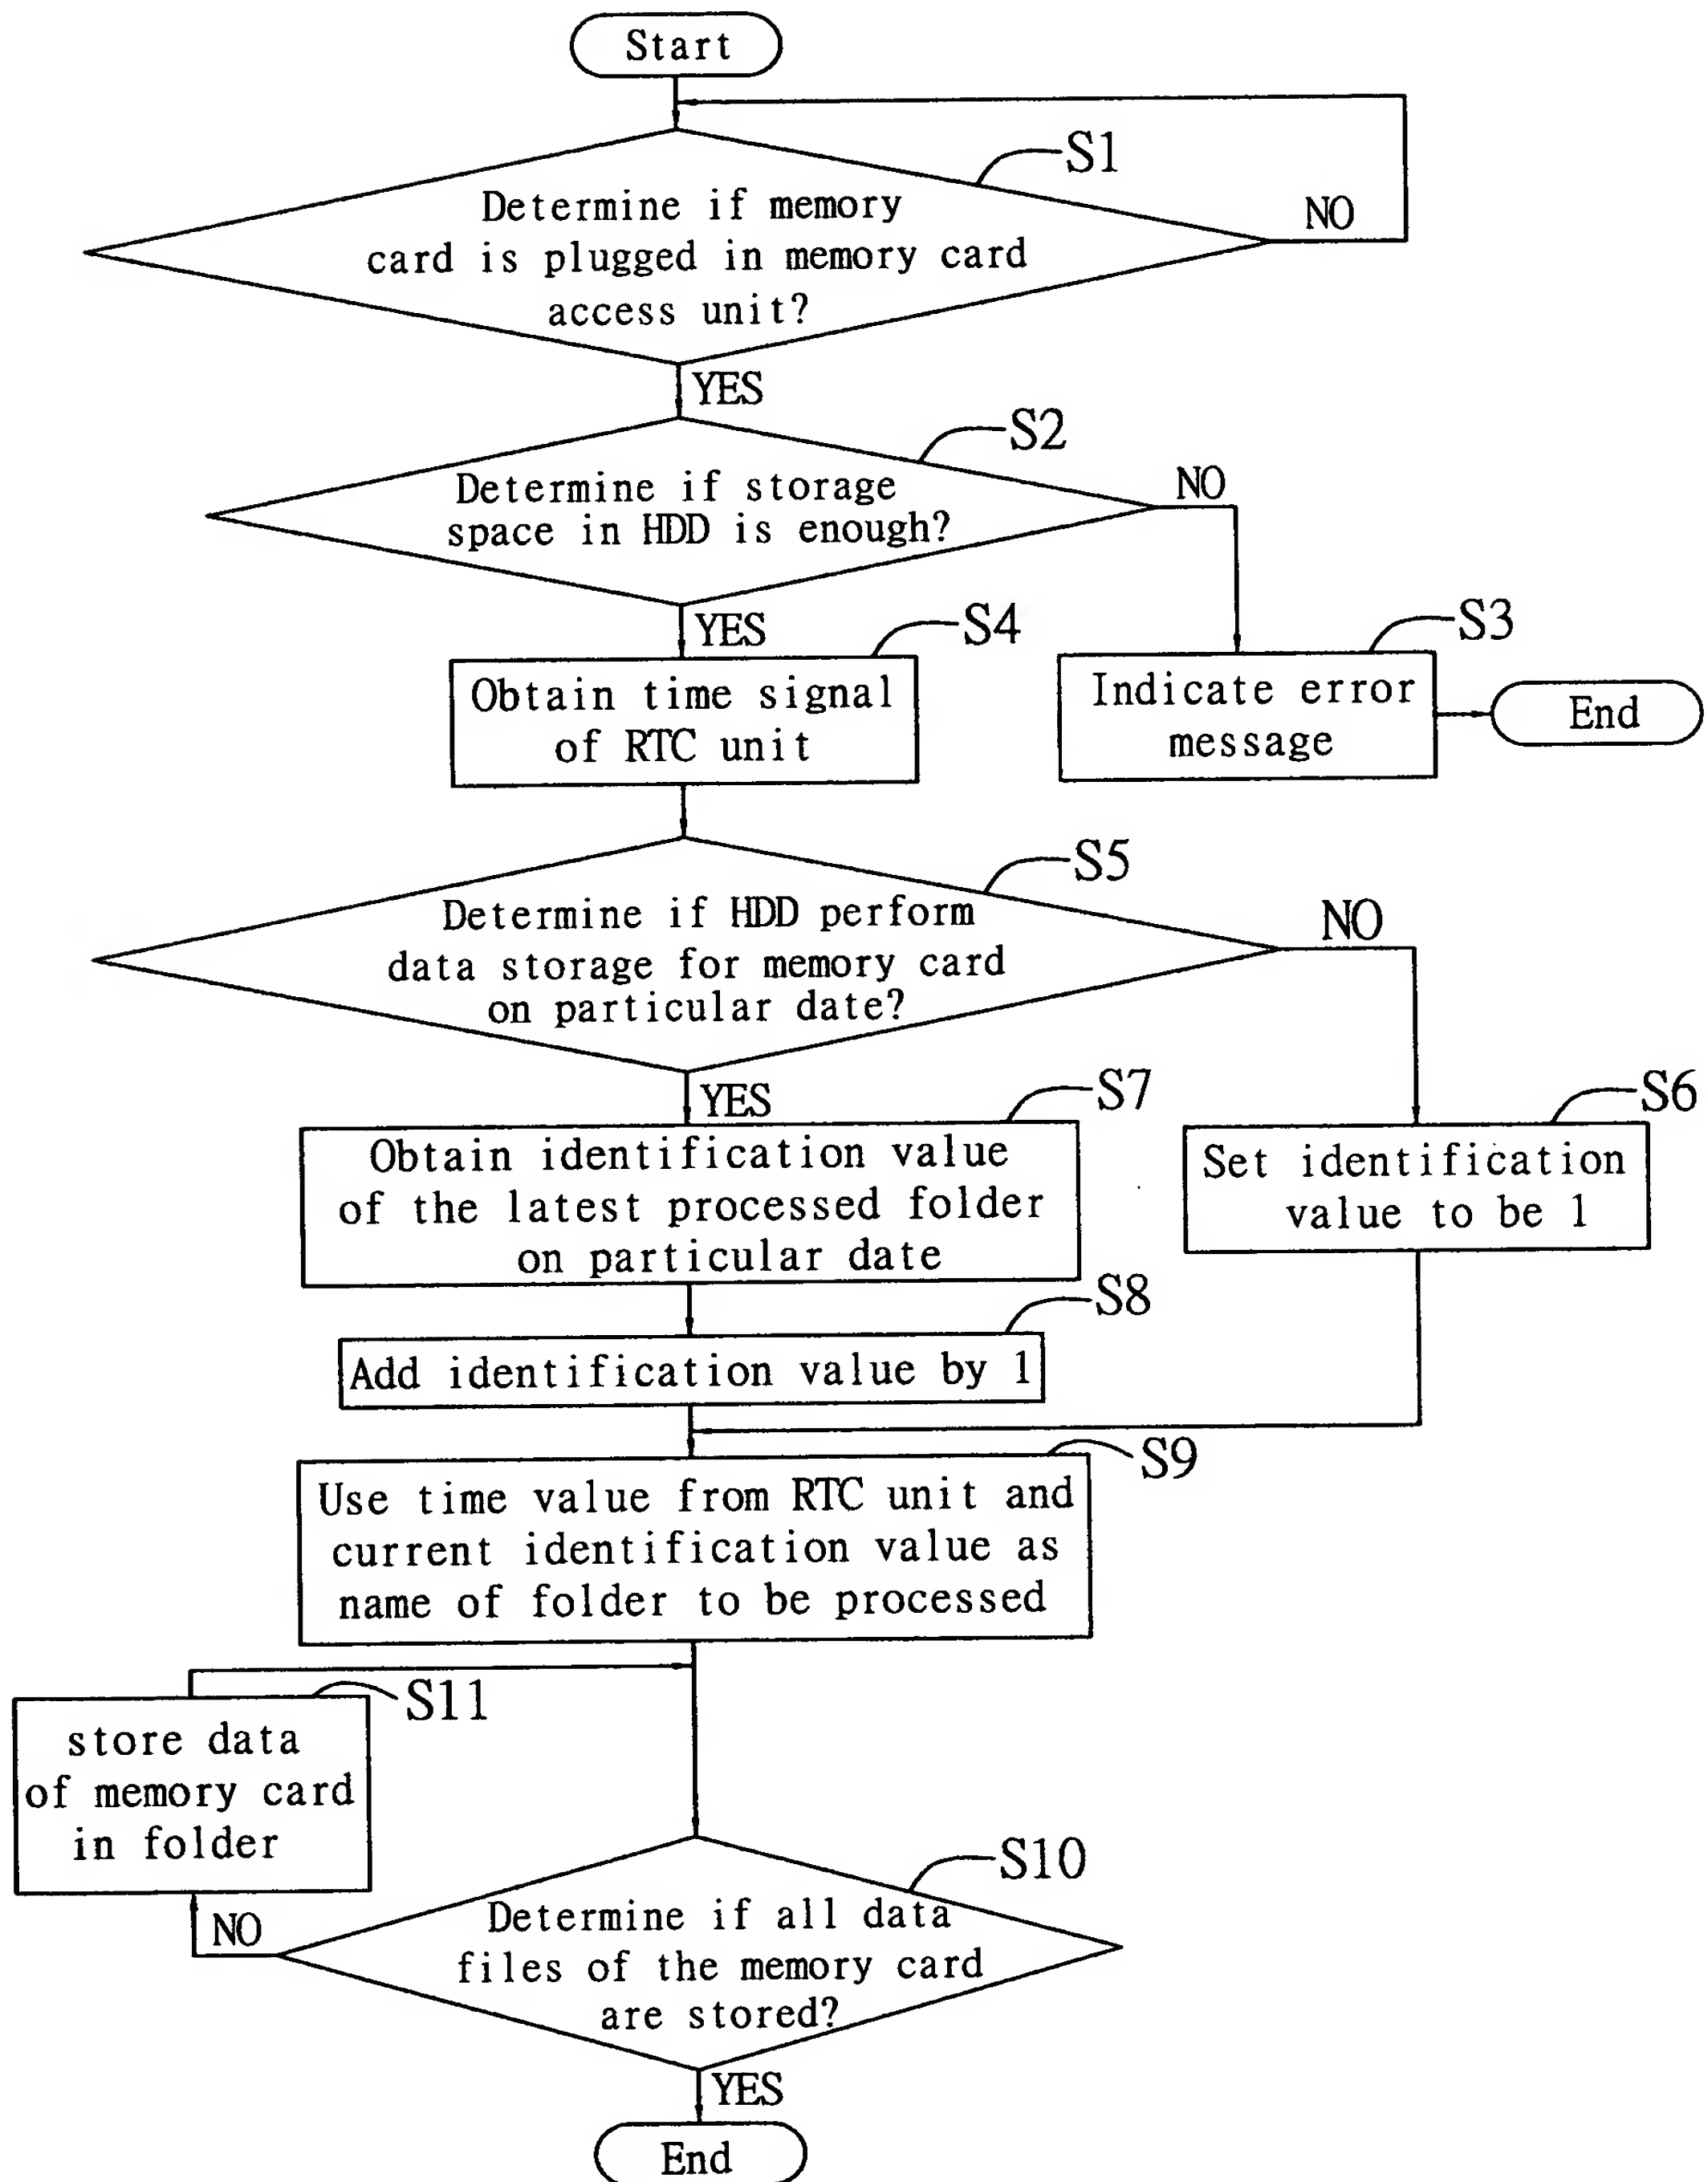 Start
S1
Determine if memory
card is plugged in memory card
access unit?
NO
YES
S2
Determine if storage
space in HDD is enough?
NO
YES
S4
Obtain time signal
of RTC unit
S3
Indicate error
message
End
S5
Determine if HDD perform
data storage for memory card
on particular date?
NO
YES
S7
Obtain identification value
of the latest processed folder
on particular date
S6
Set identification
value to be 1
S8
Add identification value by 1
S9
Use time value from RTC unit and
current identification value as
name of folder to be processed
S11
store data
of memory card
in folder
S10
Determine if all data
files of the memory card
are stored?
NO
YES
End